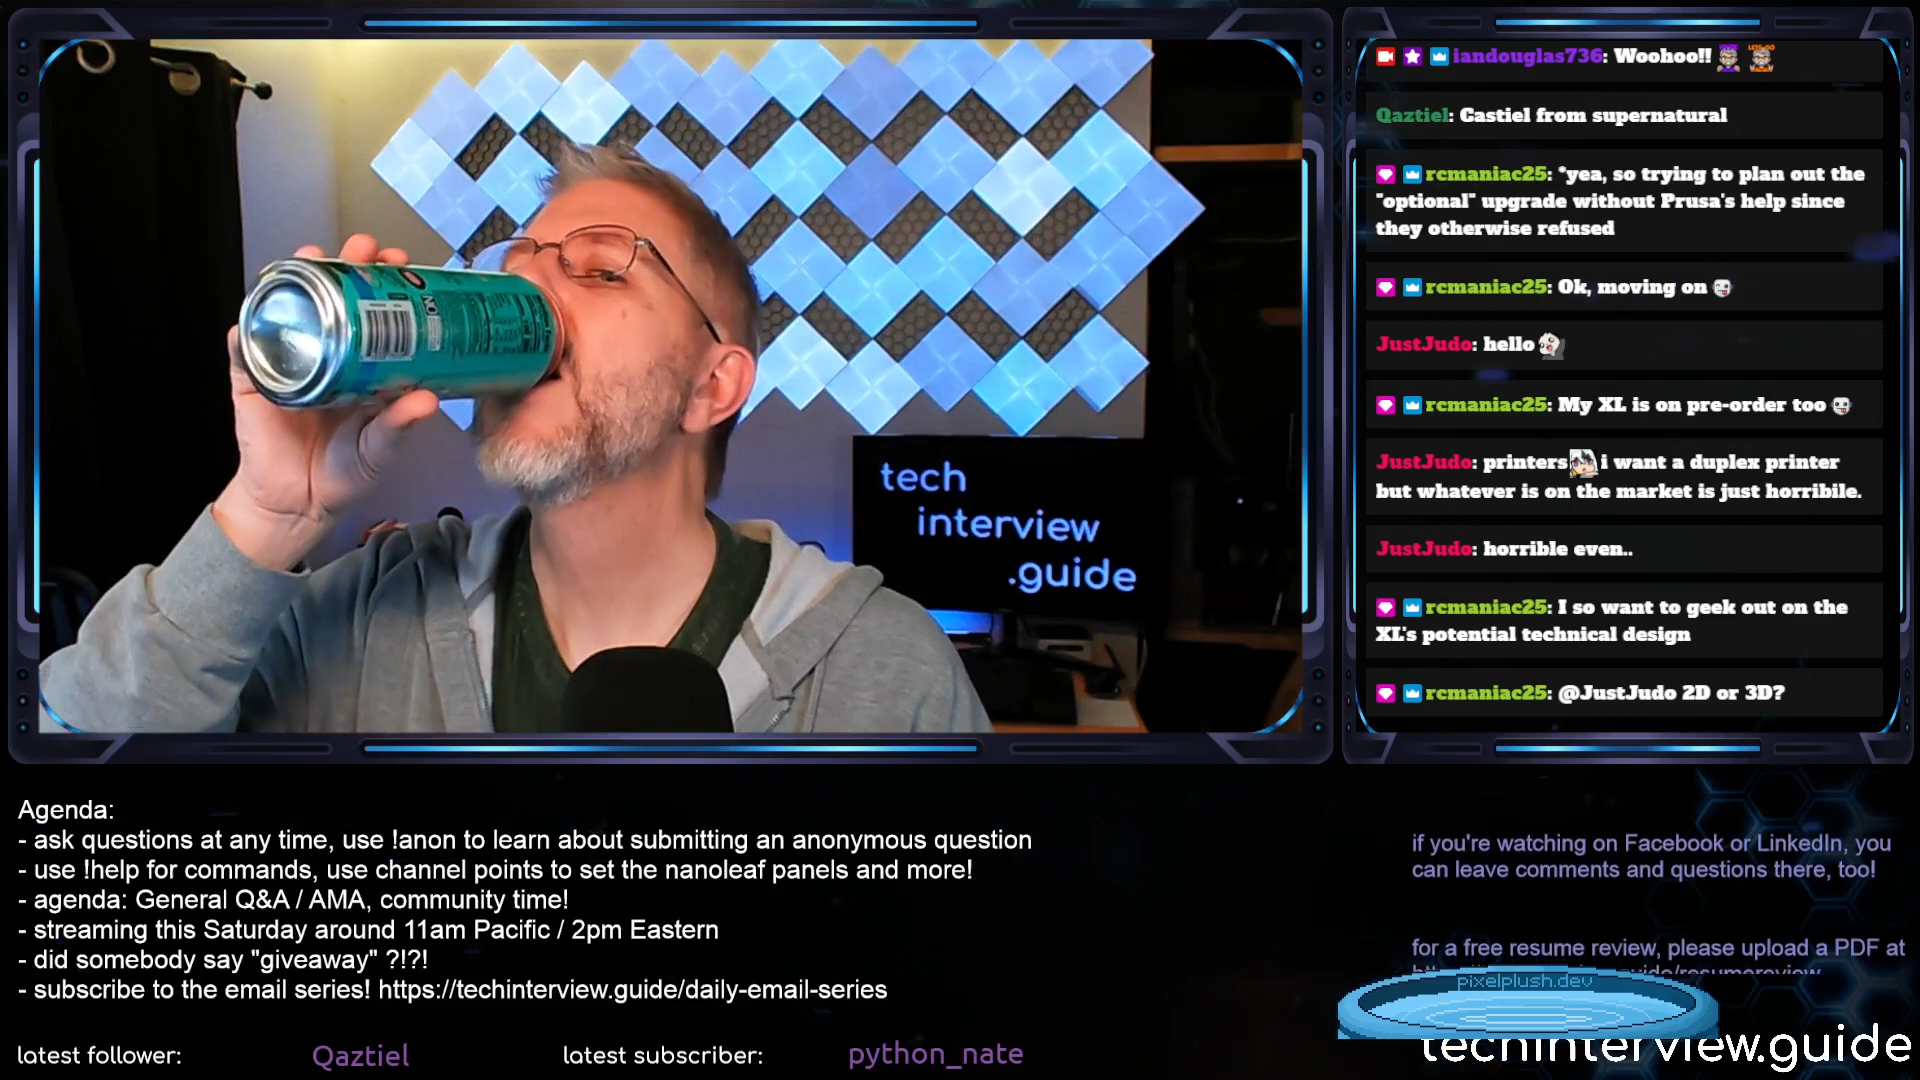 NO
tech
interview
.guide
iandouglas736: Woohoo!! LETS GO
Qaztiel: Castiel from supernatural
rcmaniac25: *yea, so trying to plan out the
"optional" upgrade without Prusa's help since
they otherwise refused
rcmaniac25: Ok, moving on
JustJudo: hello
rcmaniac25: My XL is on pre-order too
JustJudo: printers i want a duplex printer
but whatever is on the market is just horribile.
JustJudo: horrible even..
rcmaniac25: I so want to geek out on the
XL's potential technical design
rcmaniac25: @JustJudo 2D or 3D?
Agenda:
- ask questions at any time, use !anon to learn about submitting an anonymous question
- use !help for commands, use channel points to set the nanoleaf panels and more!
- agenda: General Q&A / AMA, community time!
- streaming this Saturday around 11am Pacific / 2pm Eastern
- did somebody say "giveaway" ?!?!
- subscribe to the email series! https://techinterview.guide/daily-email-series
latest follower: Qaztiel latest subscriber: python_nate
if you're watching on Facebook or LinkedIn, you
can leave comments and questions there, too!
for a free resume review, please upload a PDF at
pixelplush.dev
techinterview.guide